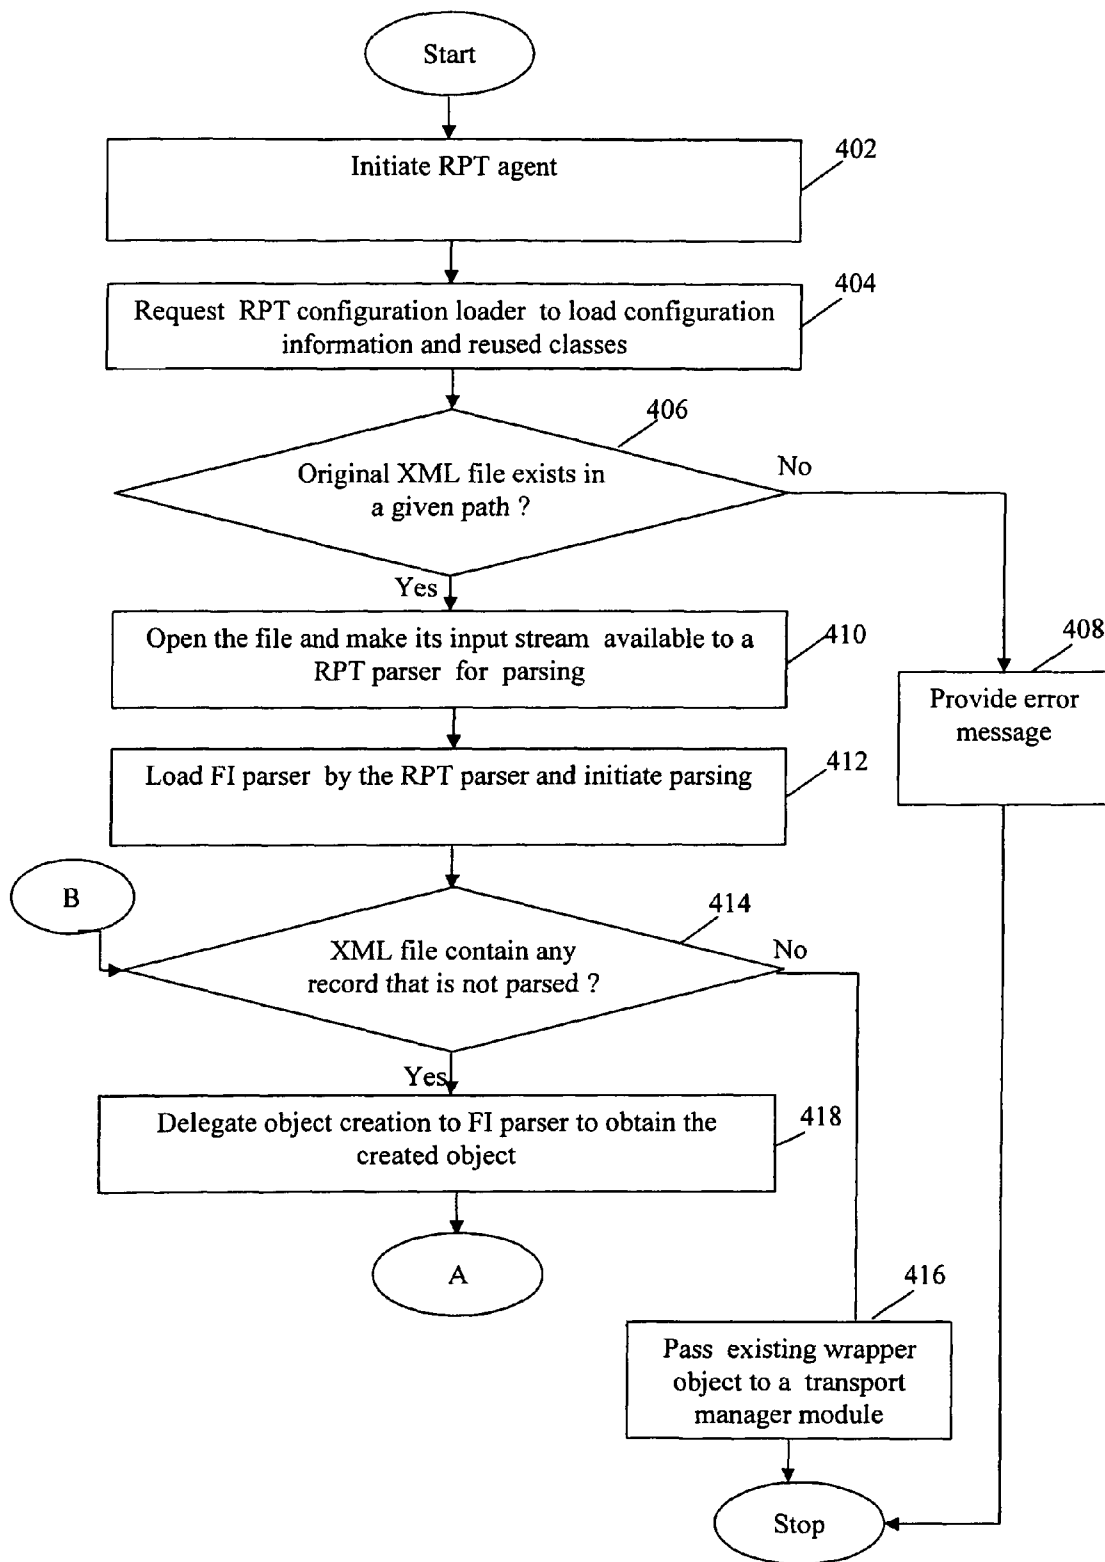 Start
Initiate RPT agent
402
Request RPT configuration loader to load configuration
information and reused classes
404
406
Original XML file exists in
a given path ?
No
Yes
Open the file and make its input stream available to a
RPT parser for parsing
410
408
Provide error
message
Load FI parser by the RPT parser and initiate parsing
412
B
414
XML file contain any
record that is not parsed ?
No
Yes
Delegate object creation to FI parser to obtain the
created object
418
A
416
Pass existing wrapper
object to a transport
manager module
Stop